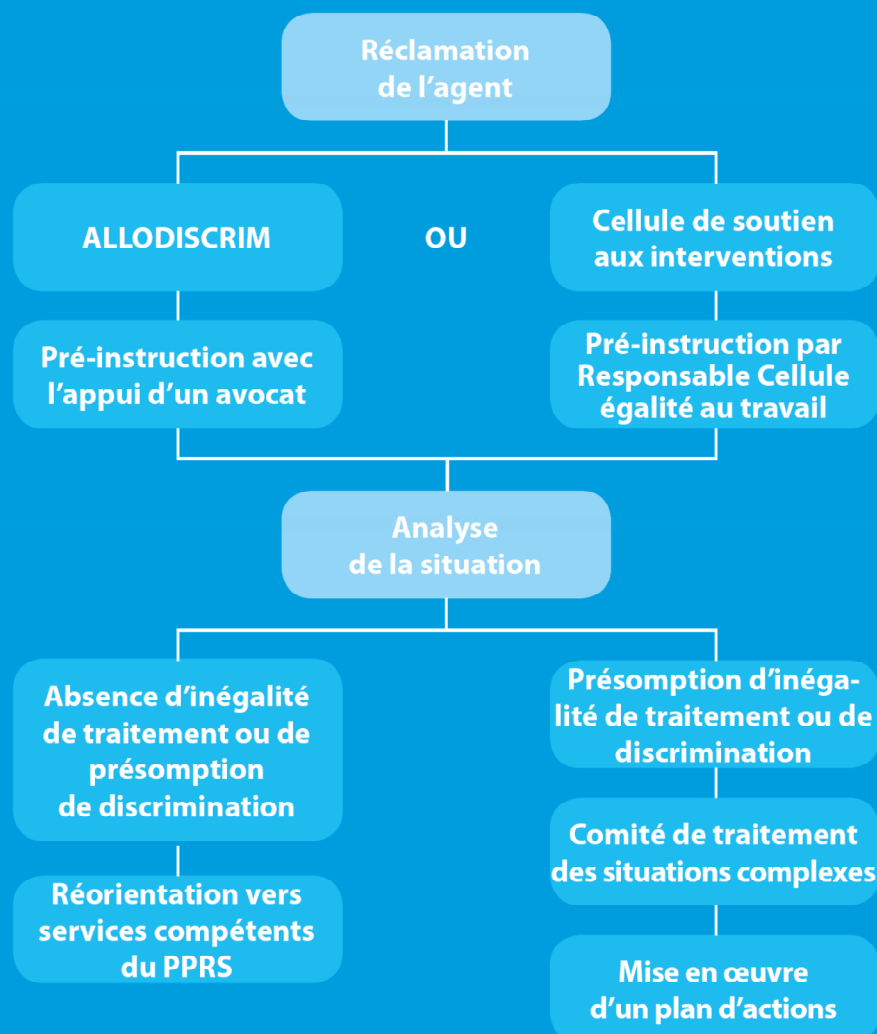 Réclamation
de l'agent
ALLODISCRIM
OU
Cellule de soutien
aux interventions
Pré-instruction avec
l'appui d'un avocat
Pré-instruction par
Responsable Cellule
égalité au travail
Analyse
de la situation
Absence d'inégalité
de traitement ou de
présomption
de discrimination
Présomption d'inéga-
lité de traitement ou de
discrimination
Réorientation vers
services compétents
du PPRS
Comité de traitement
des situations complexes
Mise en œuvre
d'un plan d'actions